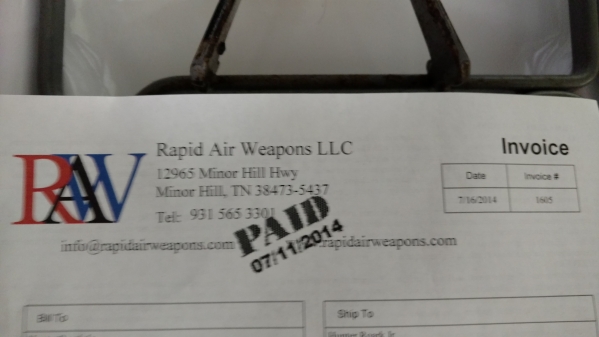 RAW
Rapid Air Weapons LLC
12965 Minor Hill Hwy
Minor Hill, TN 38473-5437
Tel: 931 565 3301
info@rapidairweapons.com
rapidairweapons.com
PAID
07/11/2014
Invoice
Date Invoice #
7/16/2014 1605
Bill To
Ship To